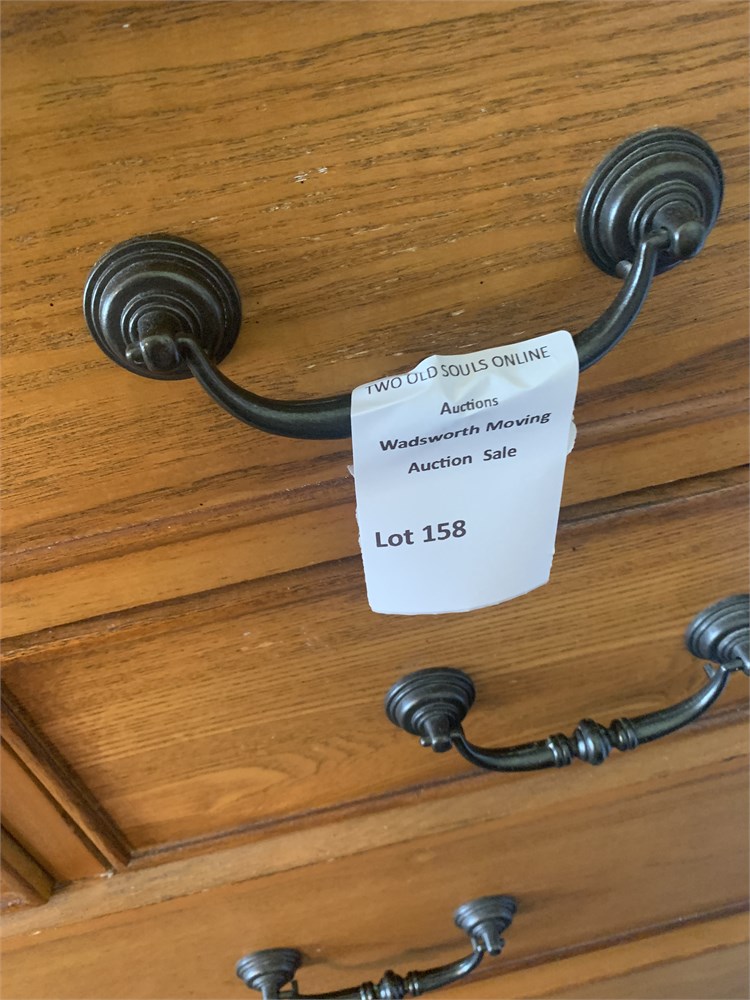 TWO OLD SOULS ONLINE
Auctions
Wadsworth Moving
Auction Sale
Lot 158